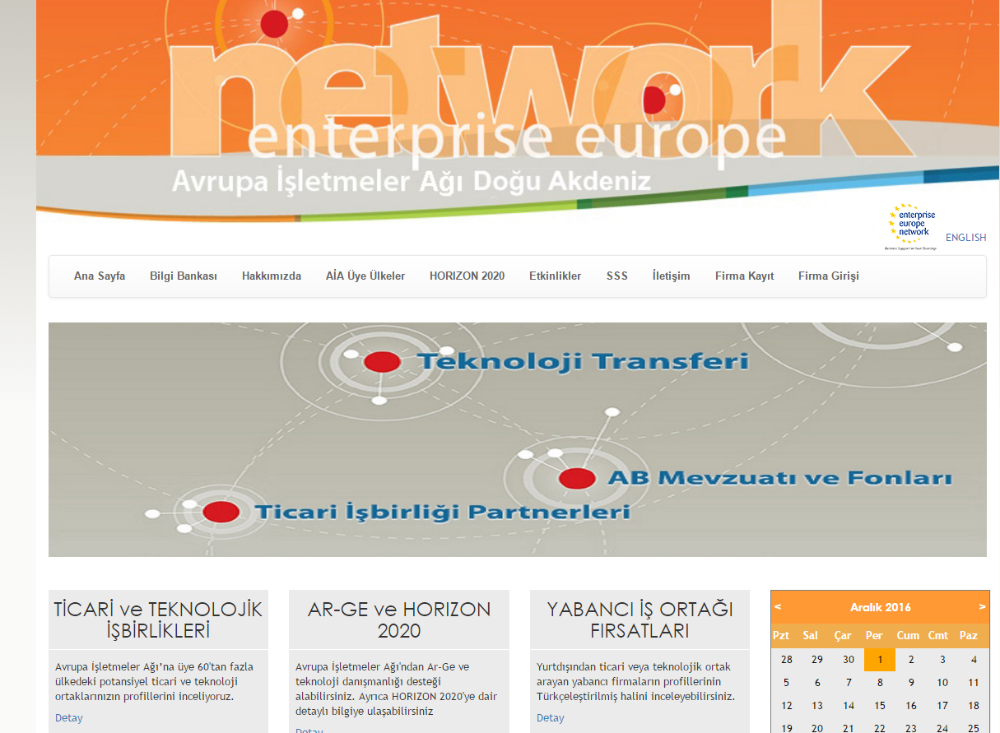 network
enterprise europe
Avrupa İşletmeler Ağı Doğu Akdeniz
enterprise
europe
network
Business Support on Your Doorstep
ENGLISH
Ana Sayfa Bilgi Bankası Hakkımızda AİA Üye Ülkeler HORIZON 2020 Etkinlikler SSS İletişim Firma Kayıt Firma Girişi
Teknoloji Transferi
AB Mevzuatı ve Fonları
Ticari İşbirliği Partnerleri
TİCARİ ve TEKNOLOJİK
İŞBİRLİKLERİ
Avrupa İşletmeler Ağı’na üye 60'tan fazla
ülkedeki potansiyel ticari ve teknoloji
ortaklarınızın profillerini inceliyoruz.
Detay
AR-GE ve HORIZON
2020
Avrupa İşletmeler Ağı'ndan Ar-Ge ve
teknoloji danışmanlığı desteği
alabilirsiniz. Ayrıca HORIZON 2020'ye dair
detaylı bilgiye ulaşabilirsiniz
Detay
YABANCI İŞ ORTAĞI
FIRSATLARI
Yurtdışından ticari veya teknolojik ortak
arayan yabancı firmaların profillerinin
Türkçeleştirilmiş halini inceleyebilirsiniz.
Detay
< Aralık 2016 >
Pzt Sal Çar Per Cum Cmt Paz
28 29 30 1 2 3 4
5 6 7 8 9 10 11
12 13 14 15 16 17 18
19 20 21 22 23 24 25